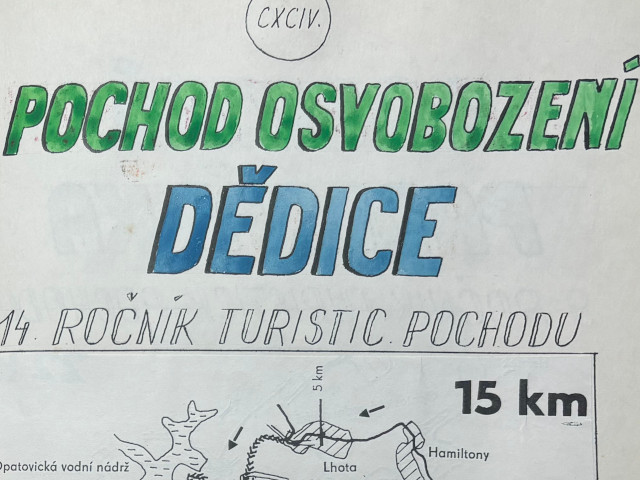 CXCIV.
POCHOD OSVOBOZENÍ
DĚDICE
14. ROČNÍK TURISTIC. POCHODU
15 km
5 km
Opatovická vodní nádrž
Lhota
Hamiltony